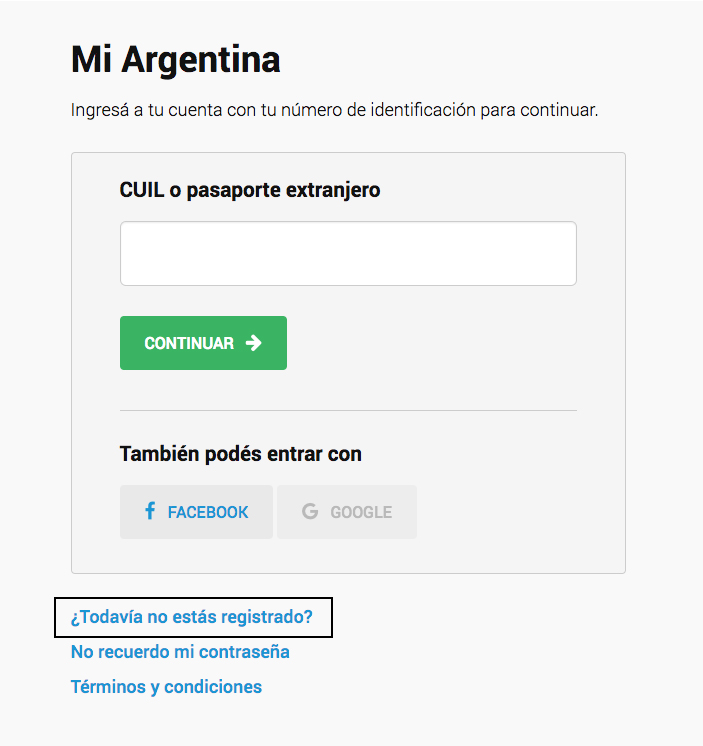 Mi Argentina
Ingresá a tu cuenta con tu número de identificación para continuar.
CUIL o pasaporte extranjero
CONTINUAR
También podés entrar con
FACEBOOK GOOGLE
¿Todavía no estás registrado?
No recuerdo mi contraseña
Términos y condiciones